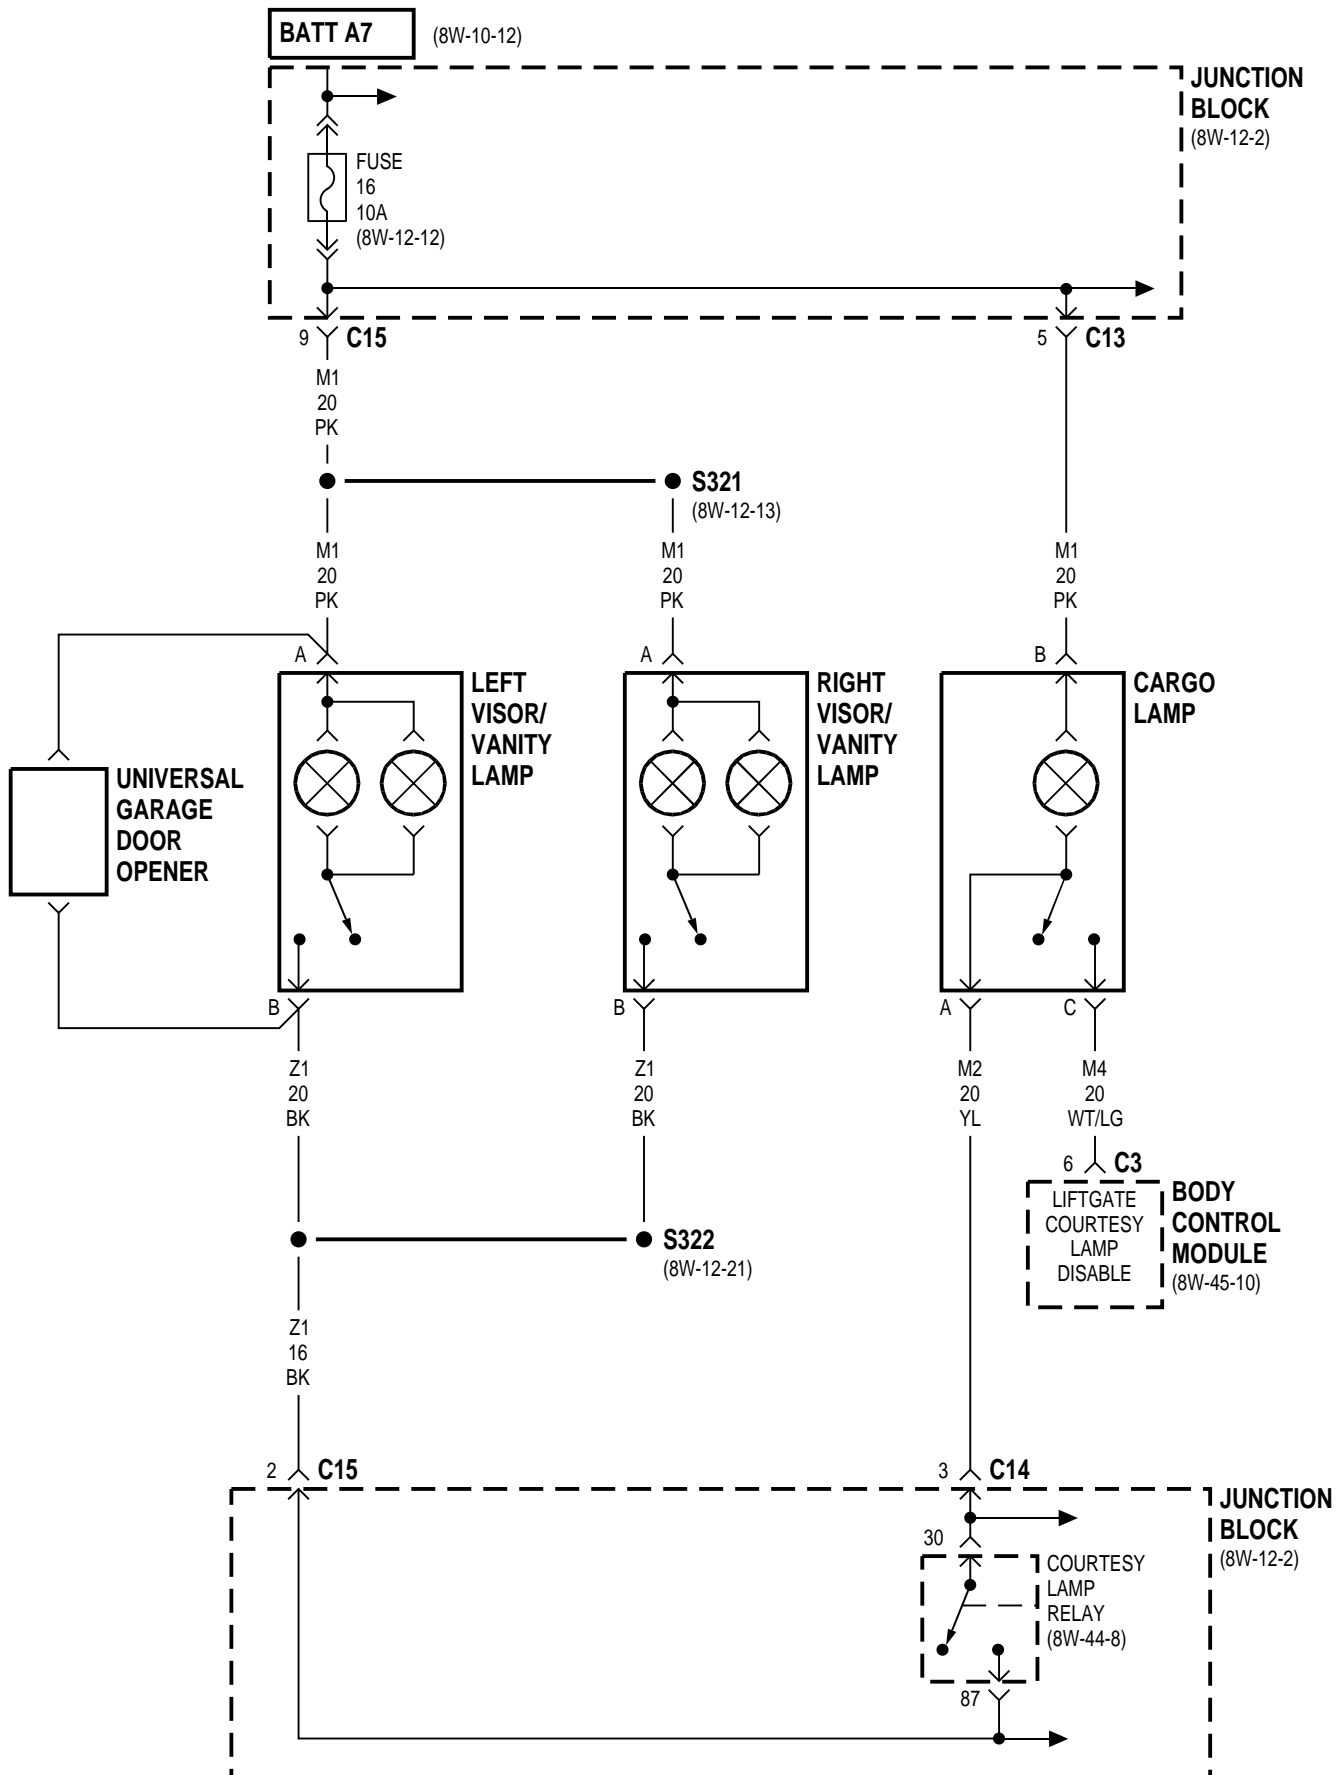 BATT A7
(8W-10-12)
JUNCTION
BLOCK
(8W-12-2)
FUSE
16
10A
(8W-12-12)
9
C15
5
C13
M1
20
PK
S321
(8W-12-13)
M1
20
PK
M1
20
PK
M1
20
PK
A
A
B
LEFT
VISOR/
VANITY
LAMP
RIGHT
VISOR/
VANITY
LAMP
CARGO
LAMP
UNIVERSAL
GARAGE
DOOR
OPENER
B
B
A
C
Z1
20
BK
Z1
20
BK
M2
20
YL
M4
20
WT/LG
6
C3
LIFTGATE
COURTESY
LAMP
DISABLE
BODY
CONTROL
MODULE
(8W-45-10)
S322
(8W-12-21)
Z1
16
BK
2
C15
3
C14
JUNCTION
BLOCK
(8W-12-2)
30
COURTESY
LAMP
RELAY
(8W-44-8)
87